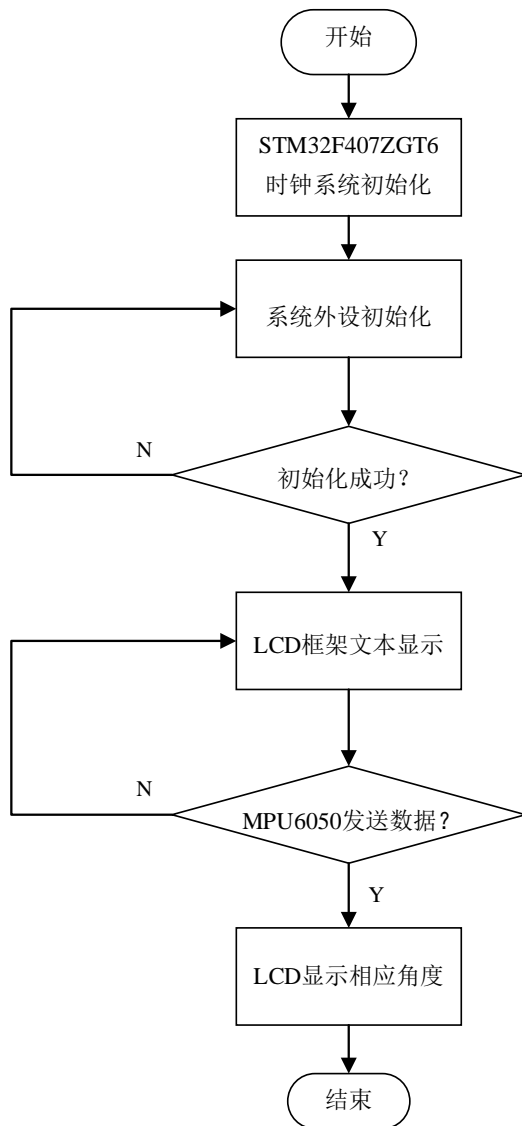 开始
STM32F407ZGT6
时钟系统初始化
系统外设初始化
N
初始化成功?
Y
LCD框架文本显示
N
MPU6050发送数据?
Y
LCD显示相应角度
结束